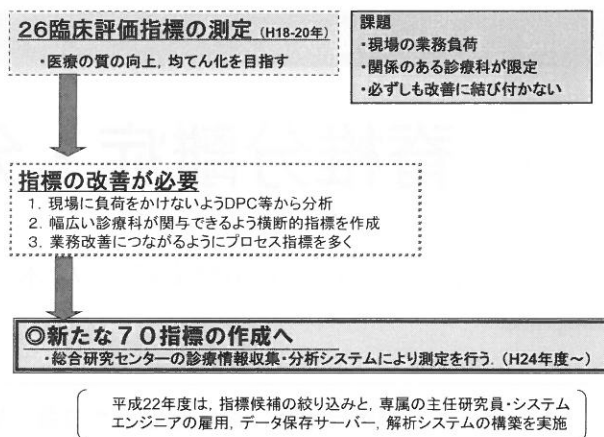 26臨床評価指標の測定 (H18-20年)
・医療の質の向上, 均てん化を目指す
課題
・現場の業務負荷
・関係のある診療科が限定
・必ずしも改善に結び付かない
指標の改善が必要
1. 現場に負荷をかけないようDPC等から分析
2. 幅広い診療科が関与できるよう横断的指標を作成
3. 業務改善につながるようにプロセス指標を多く
◎新たな70指標の作成へ
・総合研究センターの診療情報収集・分析システムにより測定を行う. (H24年度〜)
平成22年度は, 指標候補の絞り込みと, 専属の主任研究員・システム
エンジニアの雇用, データ保存サーバー, 解析システムの構築を実施